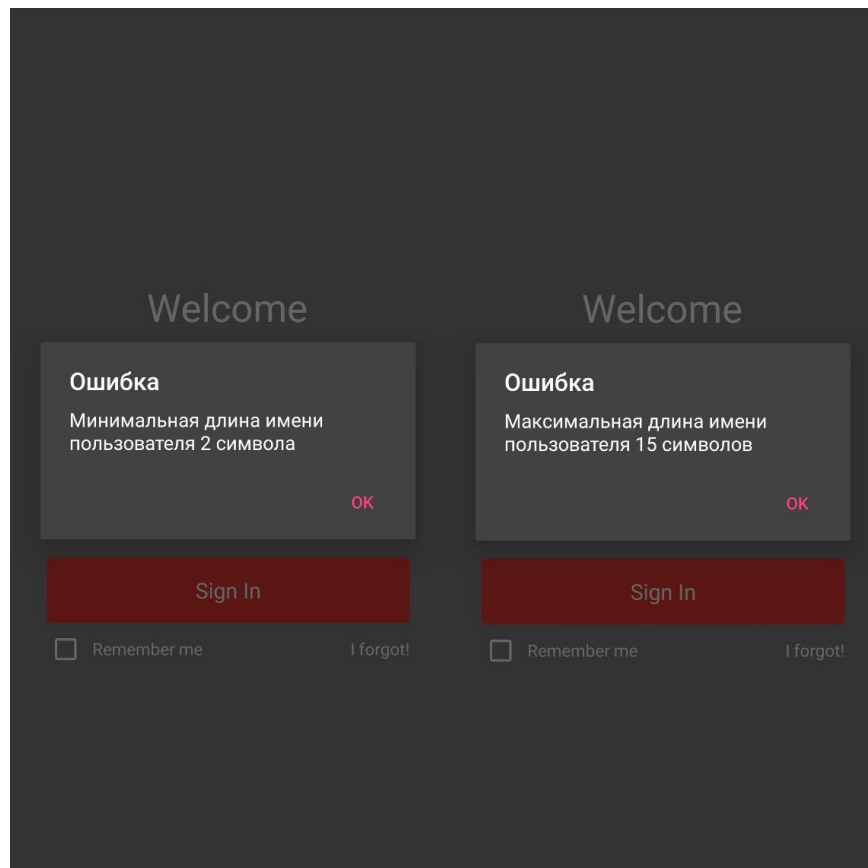 Welcome
Ошибка
Минимальная длина имени
пользователя 2 символа
OK
Sign In
Remember me
I forgot!
Welcome
Ошибка
Максимальная длина имени
пользователя 15 символов
OK
Sign In
Remember me
I forgot!